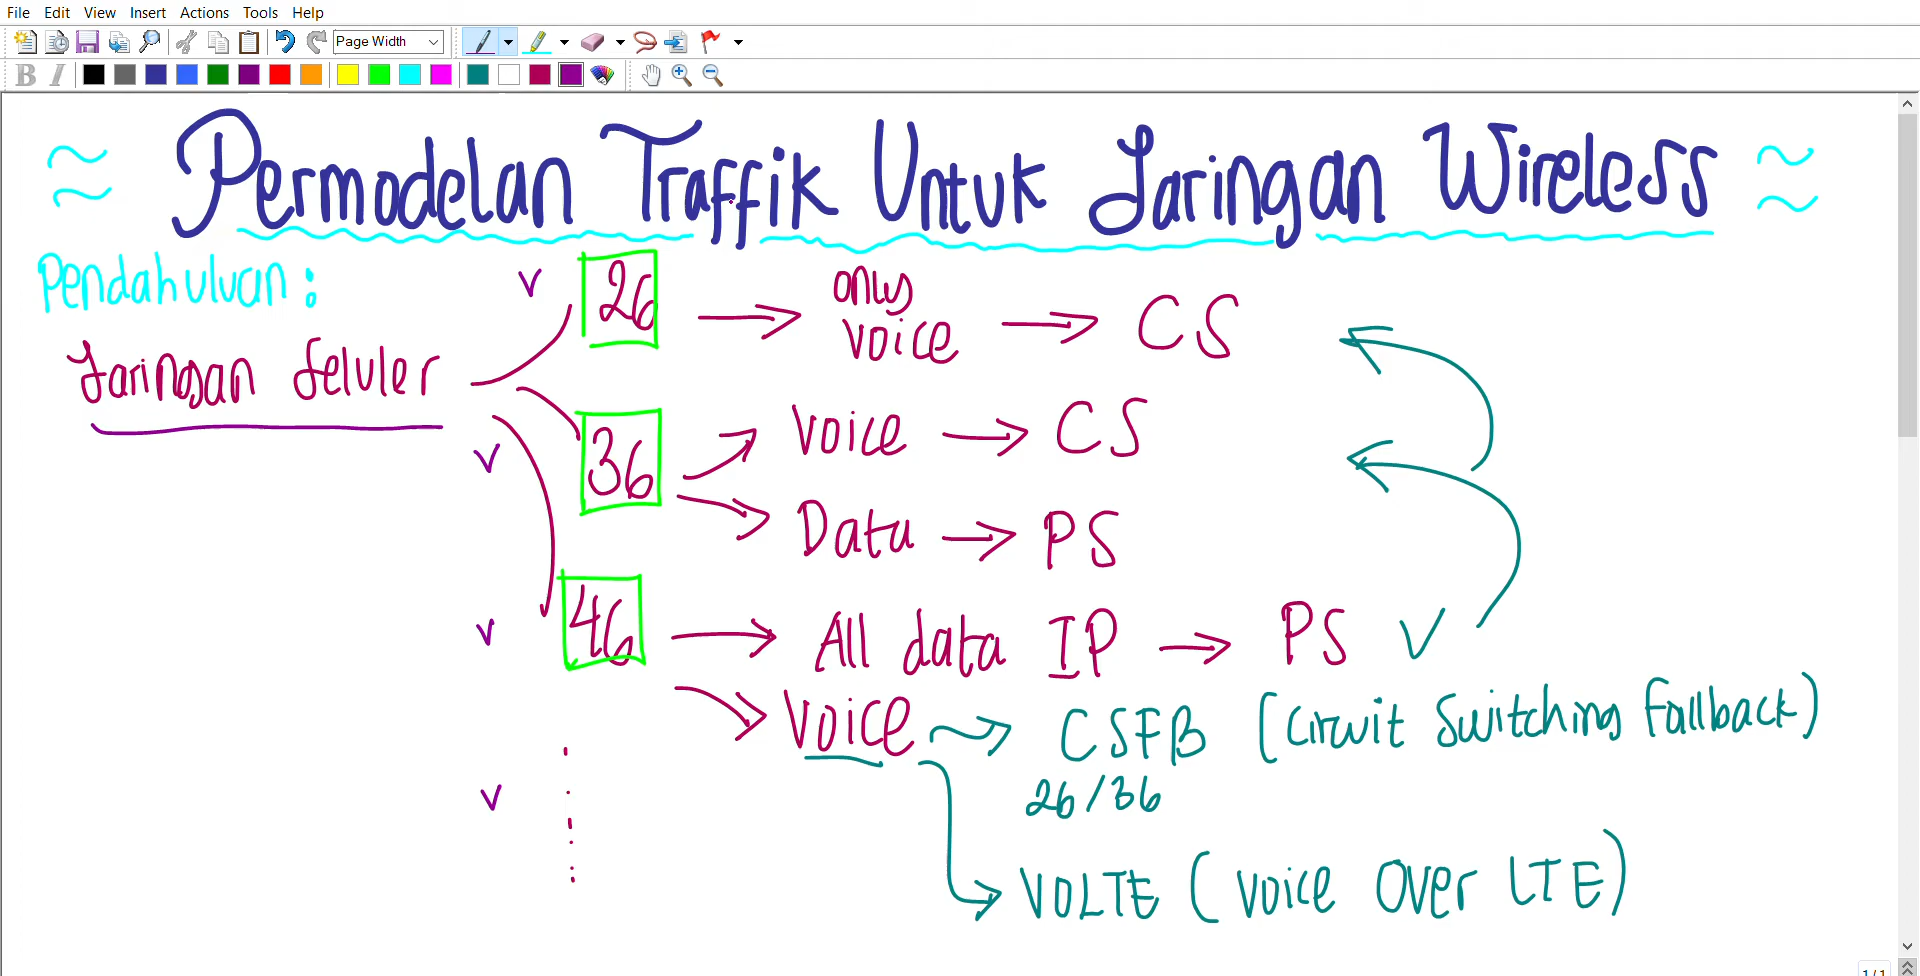 File Edit View Insert Actions Tools Help
Page Width
B I
≈ Permodelan Traffik Untuk Jaringan Wireless ≈
Pendahuluan :
Jaringan Seluler
v 2G → only voice → CS
v 3G → Voice → CS
→ Data → PS
v 4G → All data IP → PS ✓
→ Voice → CSFB (Circuit Switching Fallback)
2G/3G
v
→ VOLTE (Voice Over LTE)
1/1